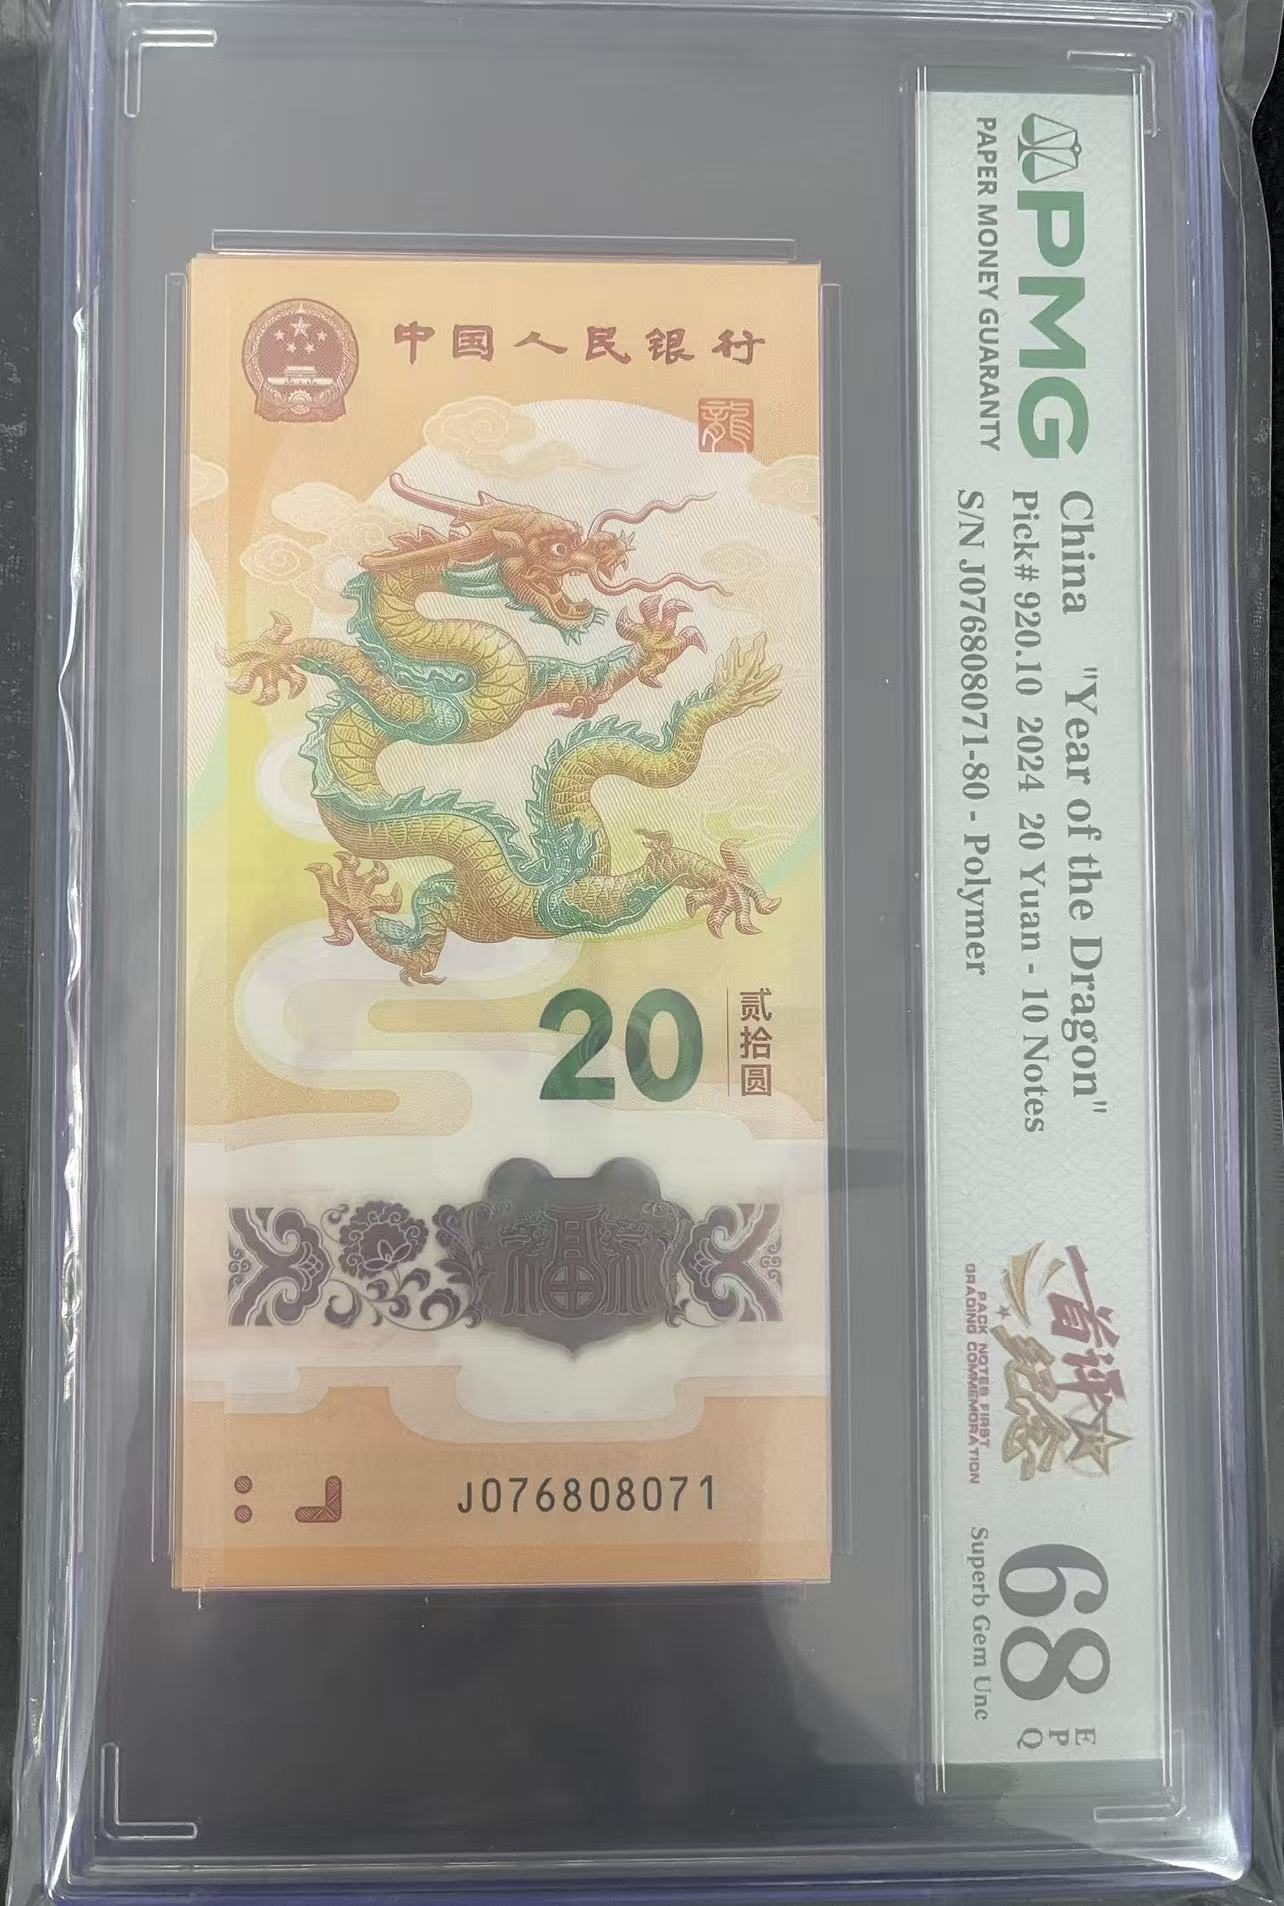 中国人民银行
龍
20
贰拾圆
福
J076808071
PMG
PAPER MONEY GUARANTY
China "Year of the Dragon"
Pick# 920.10 2024 20 Yuan - 10 Notes
S/N J076808071-80 - Polymer
首评
纪念
PACK NOTES FIRST
GRADING COMMEMORATION
68 EPQ
Superb Gem Unc